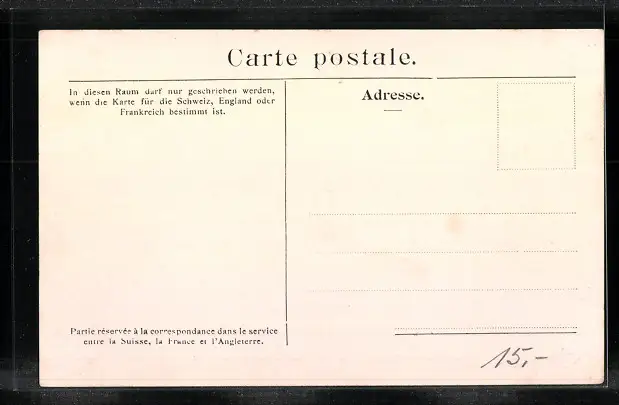 Carte postale.
In diesen Raum darf nur geschrieben werden,
wenn die Karte für die Schweiz, England oder
Frankreich bestimmt ist.
Adresse.
Partie réservée à la correspondance dans le service
entre la Suisse, la France et l'Angleterre.
15,-